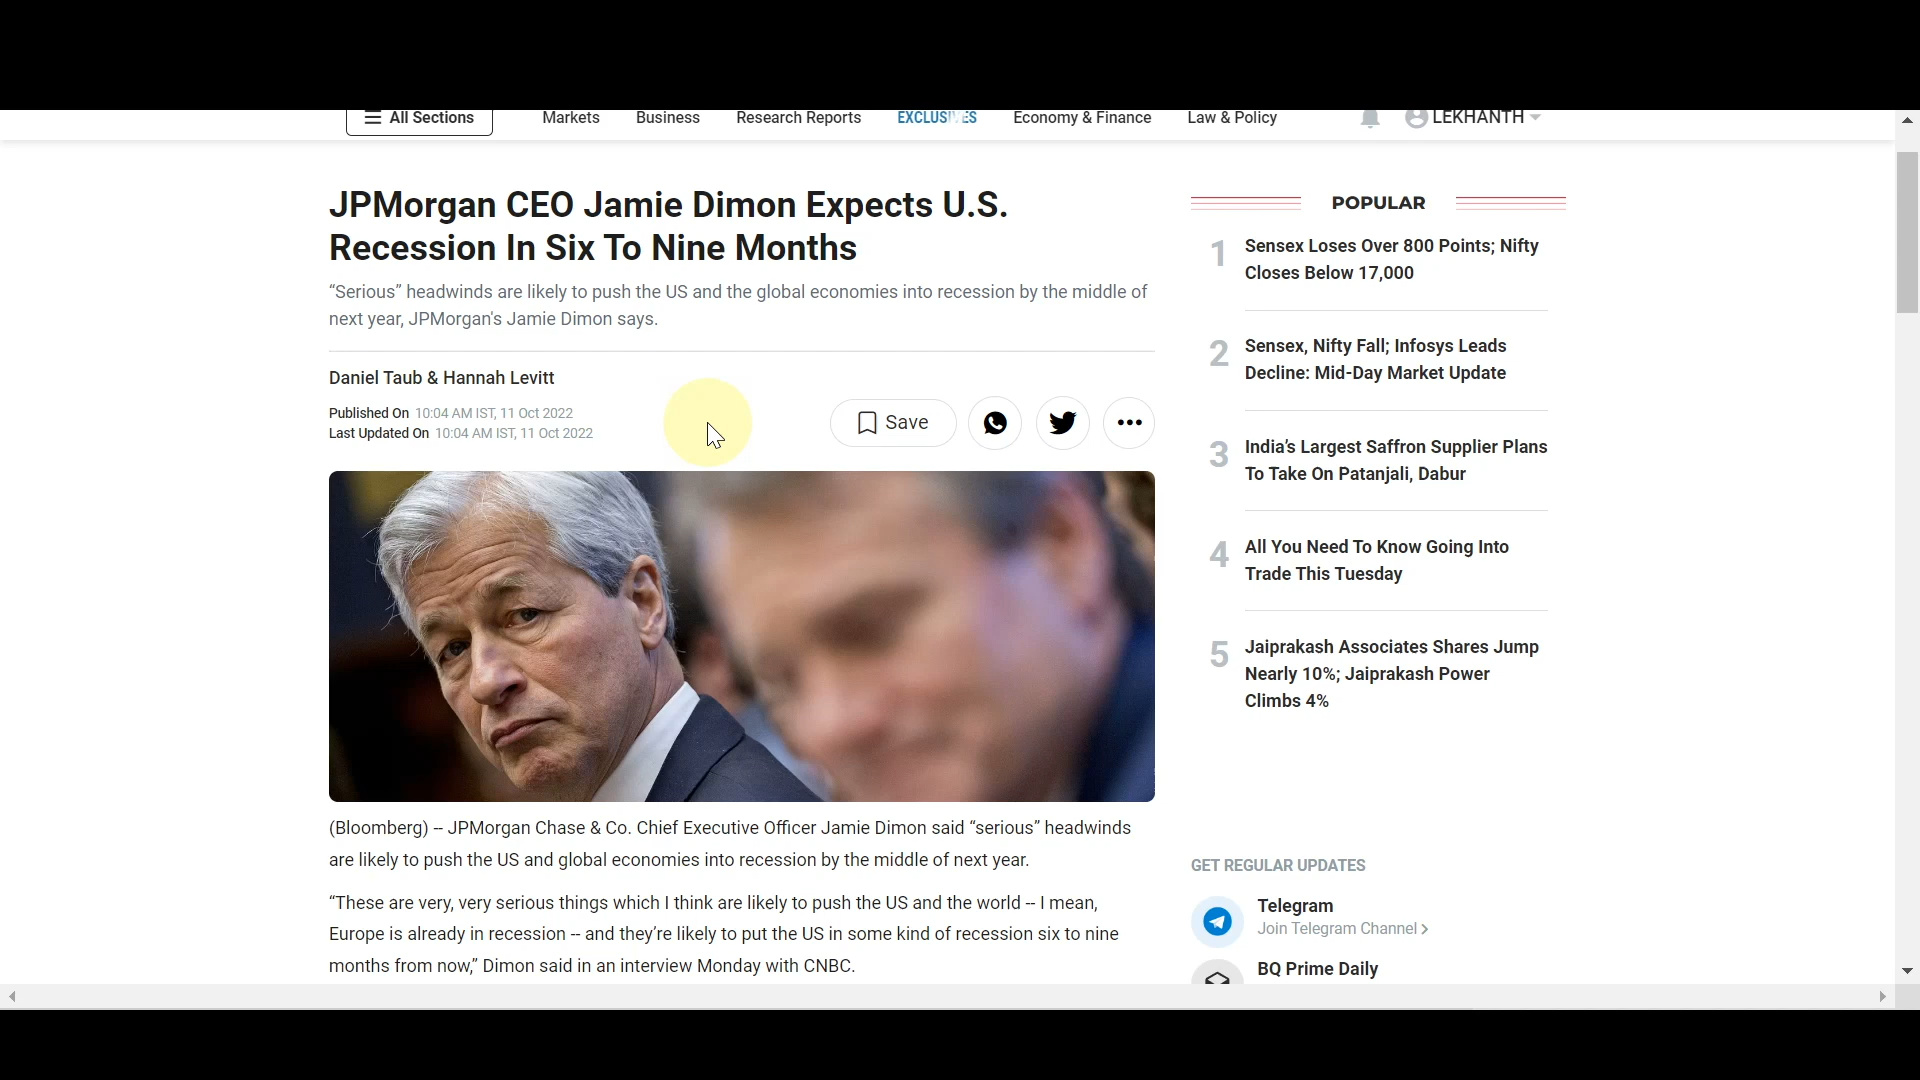 All Sections
Markets
Business
Research Reports
EXCLUSIVES
Economy & Finance
Law & Policy
LEKHANTH
JPMorgan CEO Jamie Dimon Expects U.S.
Recession In Six To Nine Months
“Serious” headwinds are likely to push the US and the global economies into recession by the middle of
next year, JPMorgan's Jamie Dimon says.
Daniel Taub & Hannah Levitt
Published On 10:04 AM IST, 11 Oct 2022
Last Updated On 10:04 AM IST, 11 Oct 2022
Save
(Bloomberg) -- JPMorgan Chase & Co. Chief Executive Officer Jamie Dimon said “serious” headwinds
are likely to push the US and global economies into recession by the middle of next year.
“These are very, very serious things which I think are likely to push the US and the world -- I mean,
Europe is already in recession -- and they’re likely to put the US in some kind of recession six to nine
months from now,” Dimon said in an interview Monday with CNBC.
POPULAR
1
Sensex Loses Over 800 Points; Nifty
Closes Below 17,000
2
Sensex, Nifty Fall; Infosys Leads
Decline: Mid-Day Market Update
3
India’s Largest Saffron Supplier Plans
To Take On Patanjali, Dabur
4
All You Need To Know Going Into
Trade This Tuesday
5
Jaiprakash Associates Shares Jump
Nearly 10%; Jaiprakash Power
Climbs 4%
GET REGULAR UPDATES
Telegram
Join Telegram Channel >
BQ Prime Daily